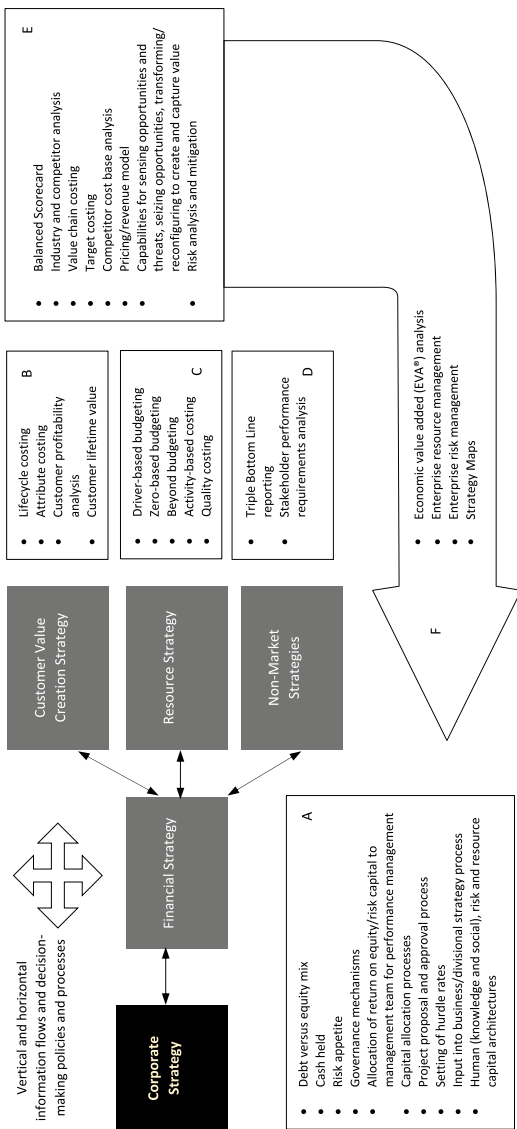 Vertical and horizontal
information flows and decision-
making policies and processes
Corporate
Strategy
Financial Strategy
Customer Value
Creation Strategy
Resource Strategy
Non-Market
Strategies
• Debt versus equity mix
• Cash held
• Risk appetite
• Governance mechanisms
• Allocation of return on equity/risk capital to
management team for performance management
• Capital allocation processes
• Project proposal and approval process
• Setting of hurdle rates
• Input into business/divisional strategy process
• Human (knowledge and social), risk and resource
capital architectures
A
• Lifecycle costing
• Attribute costing
• Customer profitability
analysis
• Customer lifetime value
B
• Driver-based budgeting
• Zero-based budgeting
• Beyond budgeting
• Activity-based costing
• Quality costing
C
• Triple Bottom Line
reporting
• Stakeholder performance
requirements analysis
D
• Balanced Scorecard
• Industry and competitor analysis
• Value chain costing
• Target costing
• Competitor cost base analysis
• Pricing/revenue model
• Capabilities for sensing opportunities and
threats, seizing opportunities, transforming/
reconfiguring to create and capture value
• Risk analysis and mitigation
E
F
• Economic value added (EVA®) analysis
• Enterprise resource management
• Enterprise risk management
• Strategy Maps